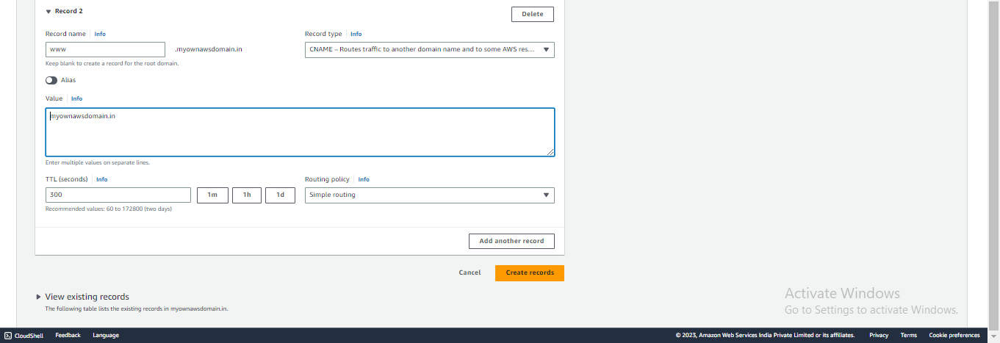 Record 2
Delete
Record name Info
Record type Info
www .myownawsdomain.in
CNAME – Routes traffic to another domain name and to some AWS res...
Keep blank to create a record for the root domain.
Alias
Value Info
myownawsdomain.in
Enter multiple values on separate lines.
TTL (seconds) Info
Routing policy Info
300 1m 1h 1d
Simple routing
Recommended values: 60 to 172800 (two days)
Add another record
Cancel Create records
View existing records
The following table lists the existing records in myownawsdomain.in.
Activate Windows
Go to Settings to activate Windows.
CloudShell Feedback Language © 2023, Amazon Web Services India Private Limited or its affiliates. Privacy Terms Cookie preferences